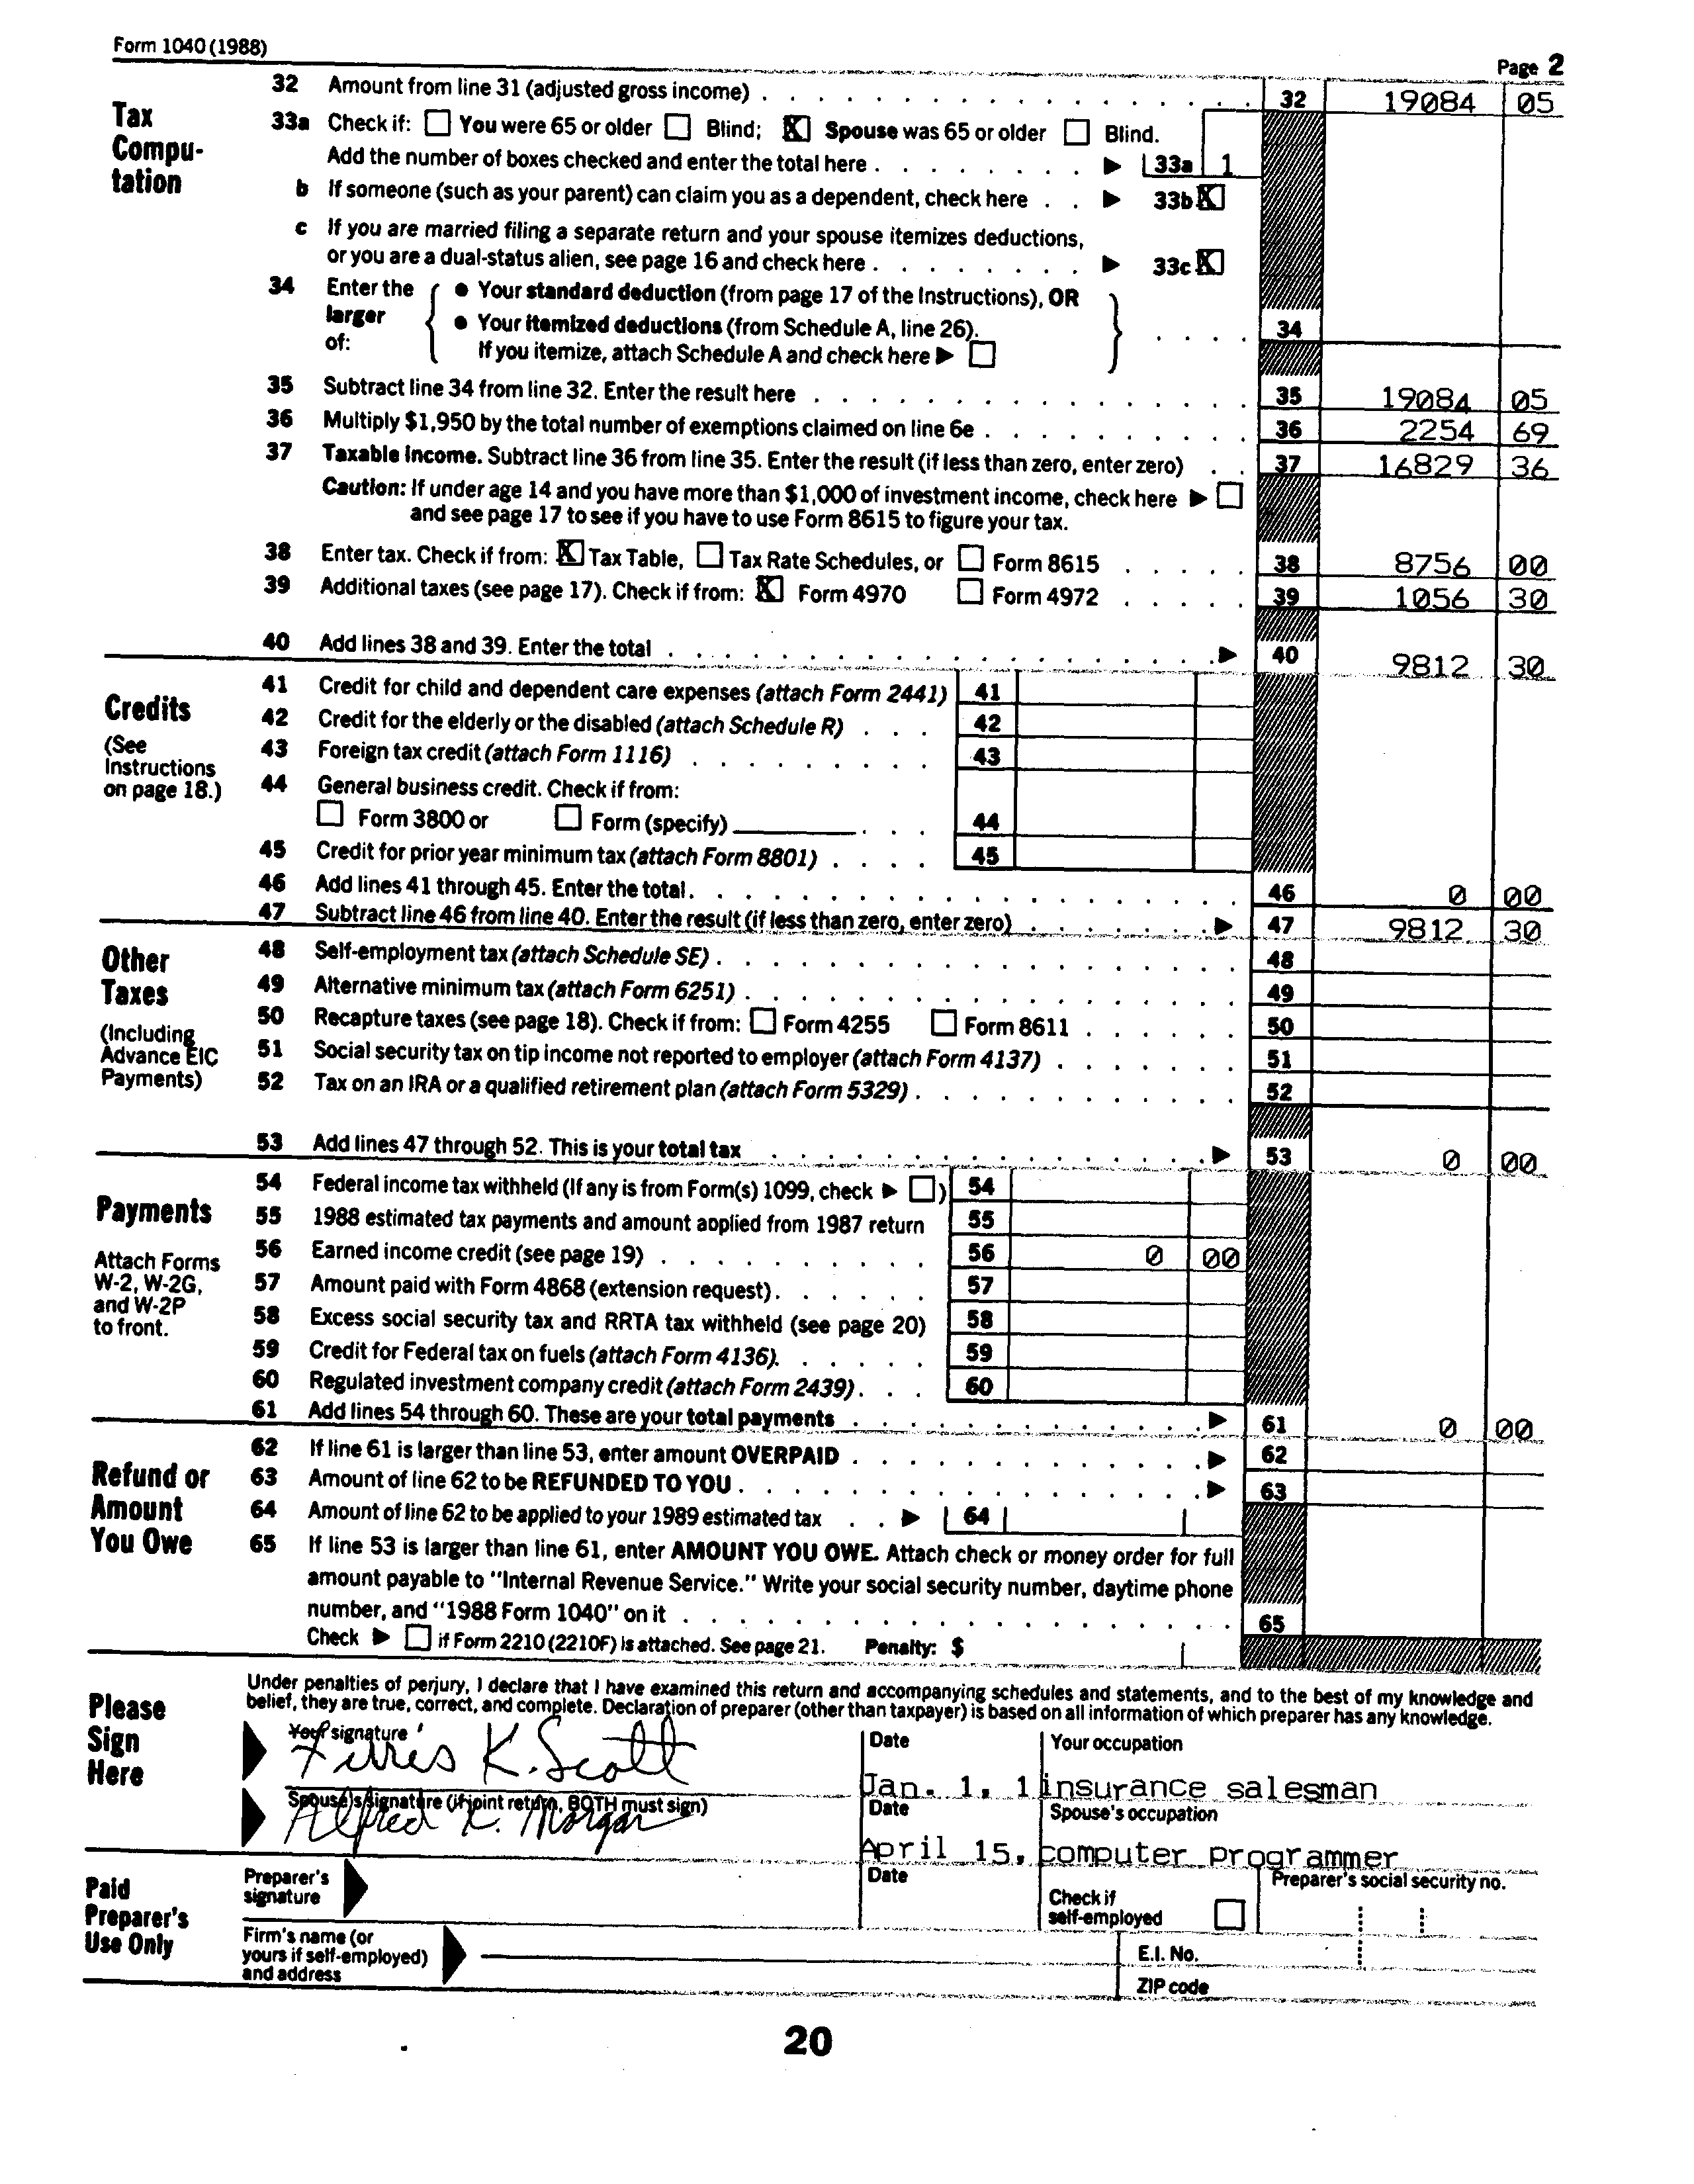 Form 1040 (1988)
Page 2
Tax Compu-tation
32 Amount from line 31 (adjusted gross income) . . . 32 19084 05
33a Check if: ☐ You were 65 or older ☐ Blind; ☒ Spouse was 65 or older ☐ Blind.
Add the number of boxes checked and enter the total here . . . ▶ 33a 1
b If someone (such as your parent) can claim you as a dependent, check here . . ▶ 33b ☒
c If you are married filing a separate return and your spouse itemizes deductions,
or you are a dual-status alien, see page 16 and check here . . . ▶ 33c ☒
34 Enter the larger of: { ● Your standard deduction (from page 17 of the Instructions), OR
● Your itemized deductions (from Schedule A, line 26).
If you itemize, attach Schedule A and check here ▶ ☐ } . . . . 34
35 Subtract line 34 from line 32. Enter the result here . . . 35 19084 05
36 Multiply $1,950 by the total number of exemptions claimed on line 6e . . . 36 2254 69
37 Taxable income. Subtract line 36 from line 35. Enter the result (if less than zero, enter zero) . . 37 16829 36
Caution: If under age 14 and you have more than $1,000 of investment income, check here ▶ ☐
and see page 17 to see if you have to use Form 8615 to figure your tax.
38 Enter tax. Check if from: ☒ Tax Table, ☐ Tax Rate Schedules, or ☐ Form 8615 . . . 38 8756 00
39 Additional taxes (see page 17). Check if from: ☒ Form 4970 ☐ Form 4972 . . . 39 1056 30
40 Add lines 38 and 39. Enter the total . . . ▶ 40 9812 30
Credits
(See Instructions on page 18.)
41 Credit for child and dependent care expenses (attach Form 2441) 41
42 Credit for the elderly or the disabled (attach Schedule R) . . . 42
43 Foreign tax credit (attach Form 1116) . . . 43
44 General business credit. Check if from:
☐ Form 3800 or ☐ Form (specify) ______ . . . 44
45 Credit for prior year minimum tax (attach Form 8801) . . . . 45
46 Add lines 41 through 45. Enter the total. . . . 46 0 00
47 Subtract line 46 from line 40. Enter the result (if less than zero, enter zero) . . . ▶ 47 9812 30
Other Taxes
(Including Advance EIC Payments)
48 Self-employment tax (attach Schedule SE) . . . 48
49 Alternative minimum tax (attach Form 6251) . . . 49
50 Recapture taxes (see page 18). Check if from: ☐ Form 4255 ☐ Form 8611 . . . 50
51 Social security tax on tip income not reported to employer (attach Form 4137) . . . 51
52 Tax on an IRA or a qualified retirement plan (attach Form 5329) . . . 52
53 Add lines 47 through 52. This is your total tax . . . ▶ 53 0 00
Payments
Attach Forms W-2, W-2G, and W-2P to front.
54 Federal income tax withheld (If any is from Form(s) 1099, check ▶ ☐) 54
55 1988 estimated tax payments and amount applied from 1987 return 55
56 Earned income credit (see page 19) . . . 56 0 00
57 Amount paid with Form 4868 (extension request) . . . 57
58 Excess social security tax and RRTA tax withheld (see page 20) 58
59 Credit for Federal tax on fuels (attach Form 4136). . . . 59
60 Regulated investment company credit (attach Form 2439) . . . 60
61 Add lines 54 through 60. These are your total payments . . . ▶ 61 0 00
Refund or Amount You Owe
62 If line 61 is larger than line 53, enter amount OVERPAID . . . ▶ 62
63 Amount of line 62 to be REFUNDED TO YOU . . . ▶ 63
64 Amount of line 62 to be applied to your 1989 estimated tax . . ▶ 64
65 If line 53 is larger than line 61, enter AMOUNT YOU OWE. Attach check or money order for full
amount payable to "Internal Revenue Service." Write your social security number, daytime phone
number, and "1988 Form 1040" on it . . . 65
Check ▶ ☐ if Form 2210 (2210F) is attached. See page 21. Penalty: $
Please Sign Here
Under penalties of perjury, I declare that I have examined this return and accompanying schedules and statements, and to the best of my knowledge and
belief, they are true, correct, and complete. Declaration of preparer (other than taxpayer) is based on all information of which preparer has any knowledge.
Your signature Date Your occupation
Ferris K. Scott Jan. 1, 1 insurance salesman
Spouse's signature (if joint return, BOTH must sign) Date Spouse's occupation
Alfred K. Morgan April 15, computer programmer
Paid Preparer's Use Only
Preparer's signature Date Check if self-employed ☐ Preparer's social security no.
Firm's name (or yours if self-employed) and address E.I. No.
ZIP code
20